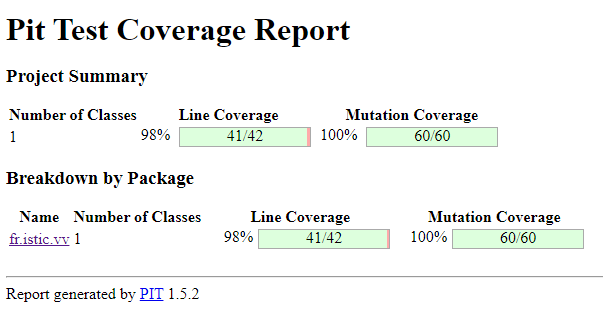 Pit Test Coverage Report
Project Summary
Number of Classes Line Coverage Mutation Coverage
1 98% 41/42 100% 60/60
Breakdown by Package
Name Number of Classes Line Coverage Mutation Coverage
fr.istic.vv 1 98% 41/42 100% 60/60
Report generated by PIT 1.5.2